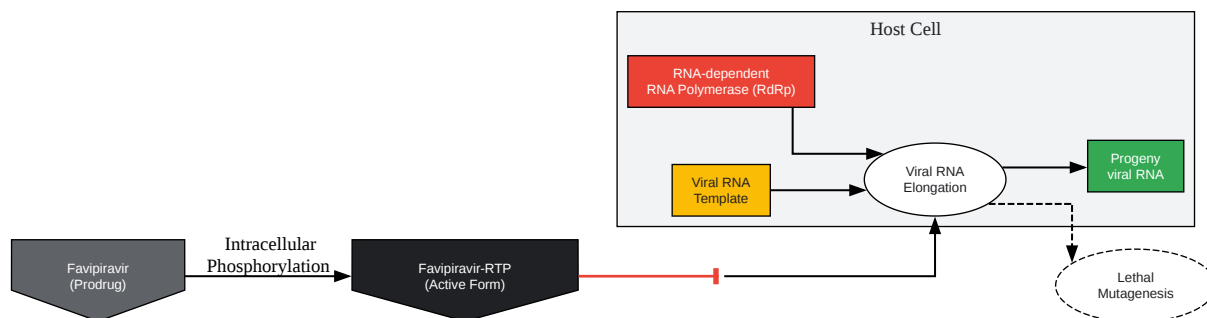 Host Cell
RNA-dependent
RNA Polymerase (RdRp)
Viral RNA
Template
Viral RNA
Elongation
Progeny
viral RNA
Favipiravir
(Prodrug)
Intracellular
Phosphorylation
Favipiravir-RTP
(Active Form)
Lethal
Mutagenesis